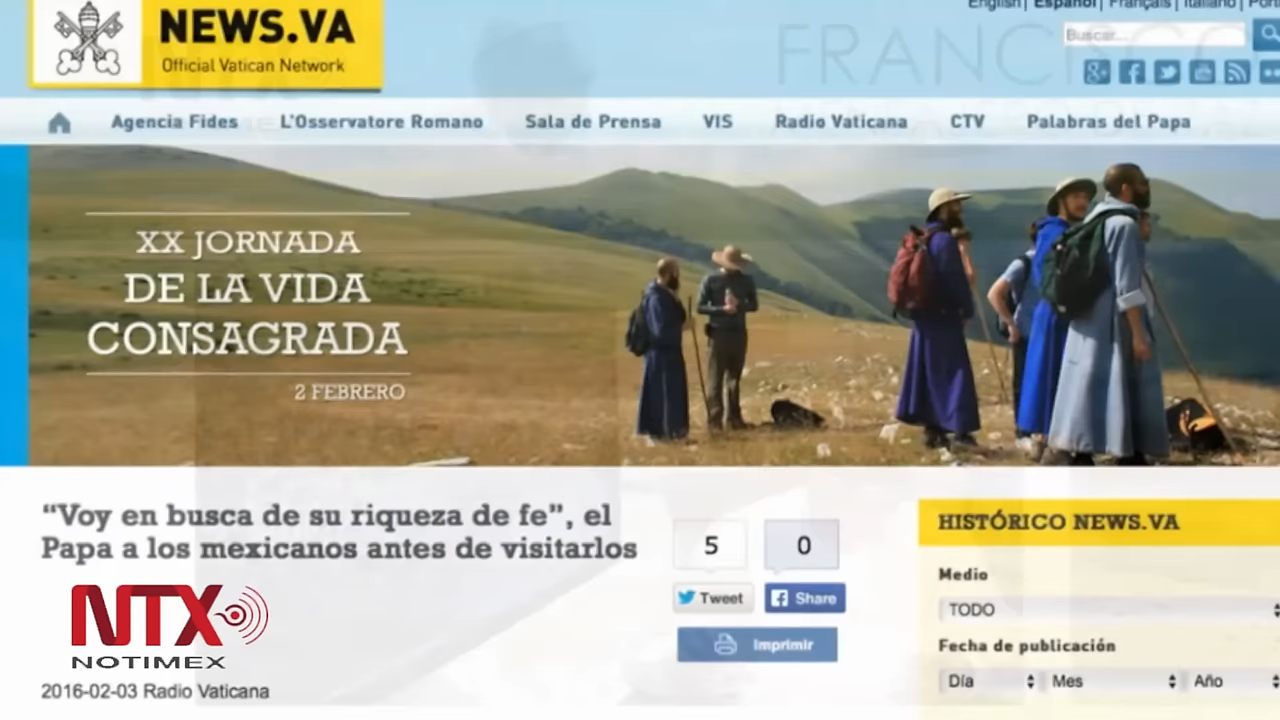 English | Español | Français | Italiano |
NEWS.VA
Official Vatican Network
FRANCISCO
Buscar...
Agencia Fides L'Osservatore Romano Sala de Prensa VIS Radio Vaticana CTV Palabras del Papa
XX JORNADA
DE LA VIDA
CONSAGRADA
2 FEBRERO
“Voy en busca de su riqueza de fe”, el
Papa a los mexicanos antes de visitarlos
5 0
Tweet Share
Imprimir
NTX
NOTIMEX
2016-02-03 Radio Vaticana
HISTÓRICO NEWS.VA
Medio
TODO
Fecha de publicación
Día Mes Año